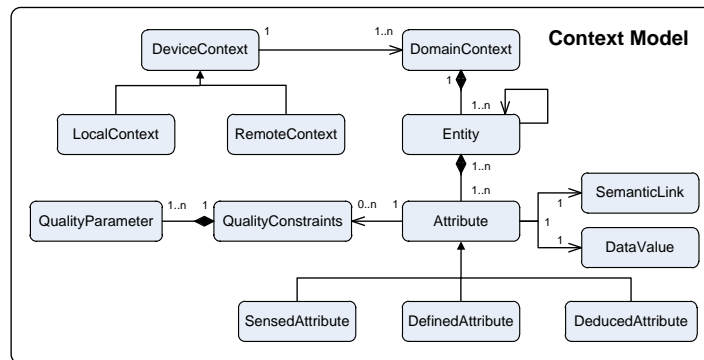 Context Model
DeviceContext
1
1..n
DomainContext
1
1..n
LocalContext
RemoteContext
Entity
1..n
1..n
SemanticLink
1
QualityParameter
1..n
1
QualityConstraints
0..n
1
Attribute
1
1
DataValue
SensedAttribute
DefinedAttribute
DeducedAttribute